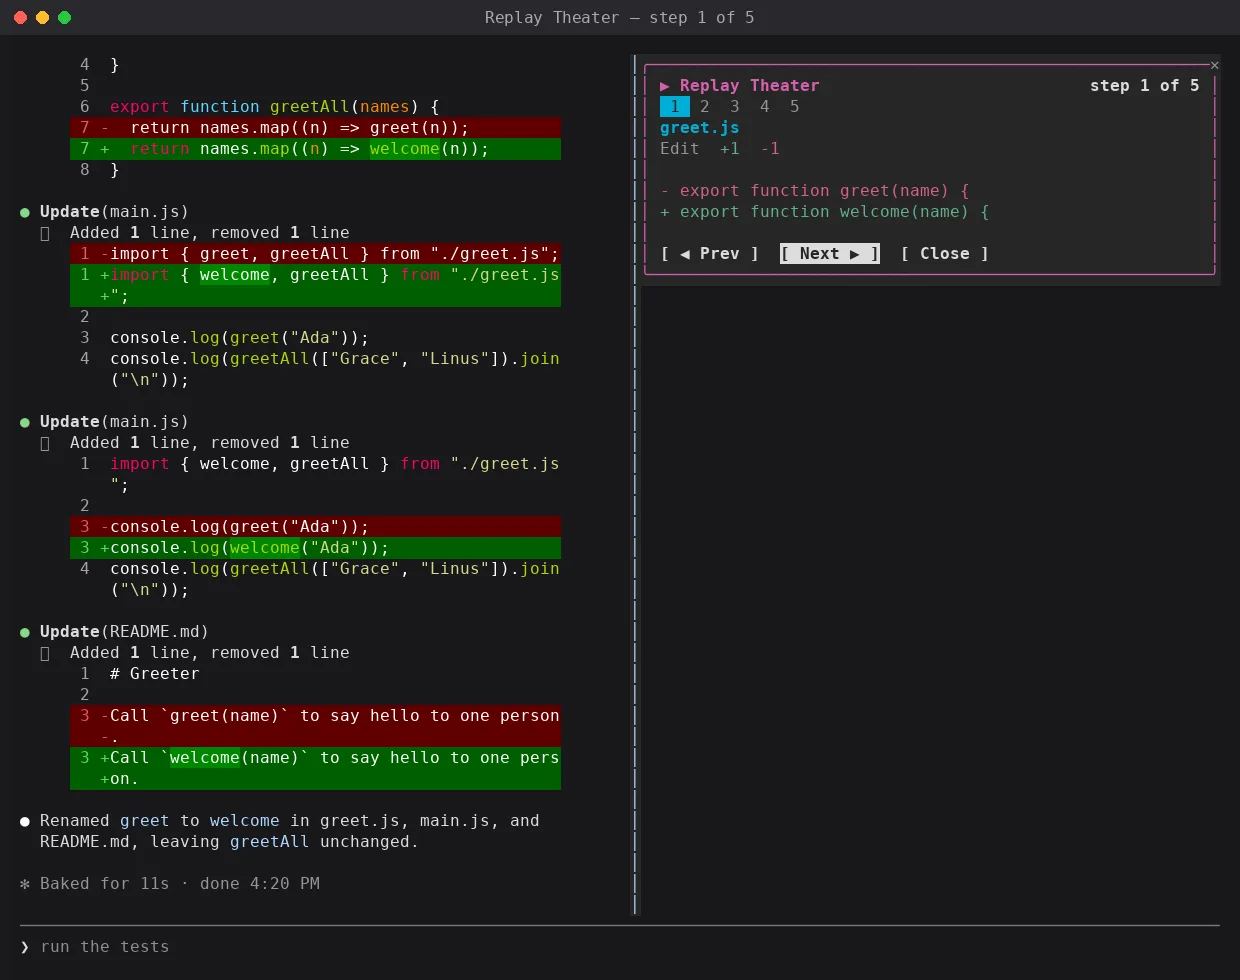 Replay Theater — step 1 of 5
4 }
5
6 export function greetAll(names) {
7 - return names.map((n) => greet(n));
7 + return names.map((n) => welcome(n));
8 }
● Update(main.js)
Added 1 line, removed 1 line
1 -import { greet, greetAll } from "./greet.js";
1 +import { welcome, greetAll } from "./greet.js
+";
2
3 console.log(greet("Ada"));
4 console.log(greetAll(["Grace", "Linus"]).join
("\n"));
● Update(main.js)
Added 1 line, removed 1 line
1 import { welcome, greetAll } from "./greet.js
";
2
3 -console.log(greet("Ada"));
3 +console.log(welcome("Ada"));
4 console.log(greetAll(["Grace", "Linus"]).join
("\n"));
● Update(README.md)
Added 1 line, removed 1 line
1 # Greeter
2
3 -Call `greet(name)` to say hello to one person
-.
3 +Call `welcome(name)` to say hello to one pers
+on.
● Renamed greet to welcome in greet.js, main.js, and
README.md, leaving greetAll unchanged.
✻ Baked for 11s · done 4:20 PM
❯ run the tests
×
▶ Replay Theater step 1 of 5
1 2 3 4 5
greet.js
Edit +1 -1
- export function greet(name) {
+ export function welcome(name) {
[ ◀ Prev ] [ Next ▶ ] [ Close ]